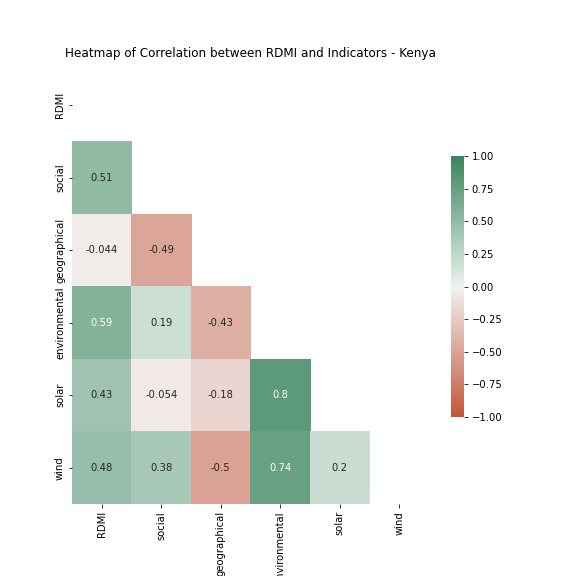 Heatmap of Correlation between RDMI and Indicators - Kenya
RDMI
social
0.51
geographical
-0.044 -0.49
environmental
0.59 0.19 -0.43
solar
0.43 -0.054 -0.18 0.8
wind
0.48 0.38 -0.5 0.74 0.2
RDMI social geographical nvironmental solar wind
1.00
0.75
0.50
0.25
0.00
−0.25
−0.50
−0.75
−1.00